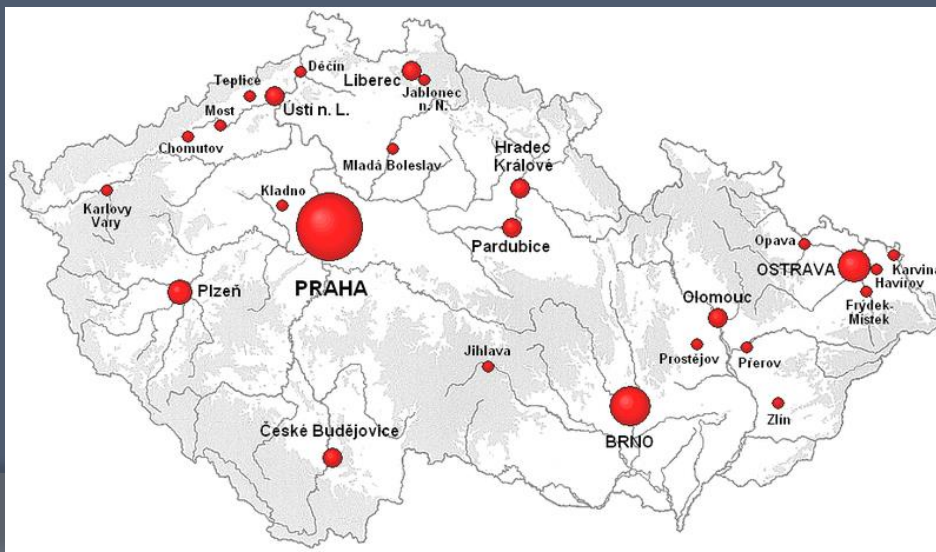 Děčín
Teplice
Liberec
Ústí n. L.
Jablonec
n. N.
Most
Chomutov
Mladá Boleslav
Hradec
Králové
Kladno
Karlovy
Vary
Pardubice
Opava
PRAHA
Plzeň
OSTRAVA
Karviná
Havířov
Olomouc
Frýdek-
Místek
Jihlava
Prostějov
Přerov
Zlín
České Budějovice
BRNO